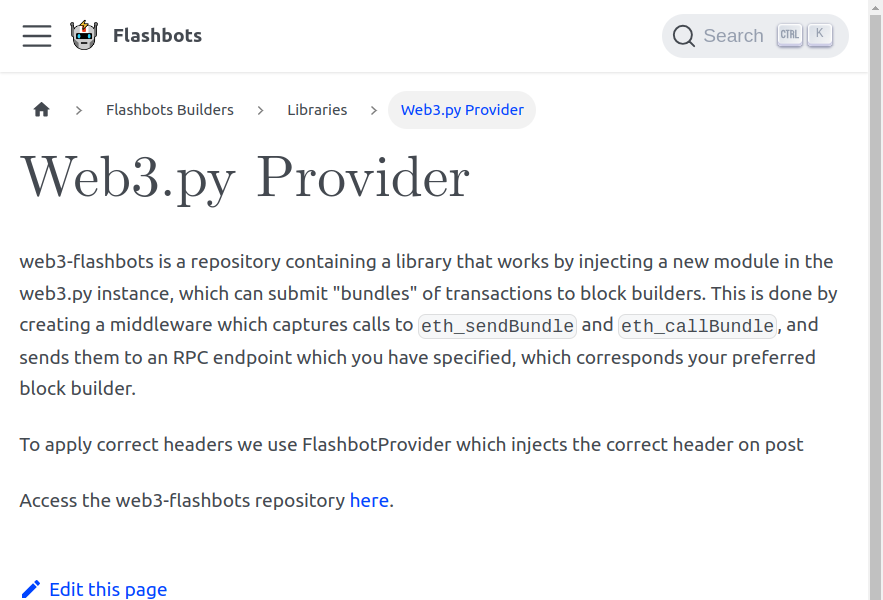 Flashbots
Search CTRL K
Flashbots Builders
Libraries
Web3.py Provider
Web3.py Provider
web3-flashbots is a repository containing a library that works by injecting a new module in the
web3.py instance, which can submit "bundles" of transactions to block builders. This is done by
creating a middleware which captures calls to eth_sendBundle and eth_callBundle, and
sends them to an RPC endpoint which you have specified, which corresponds your preferred
block builder.
To apply correct headers we use FlashbotProvider which injects the correct header on post
Access the web3-flashbots repository here.
Edit this page